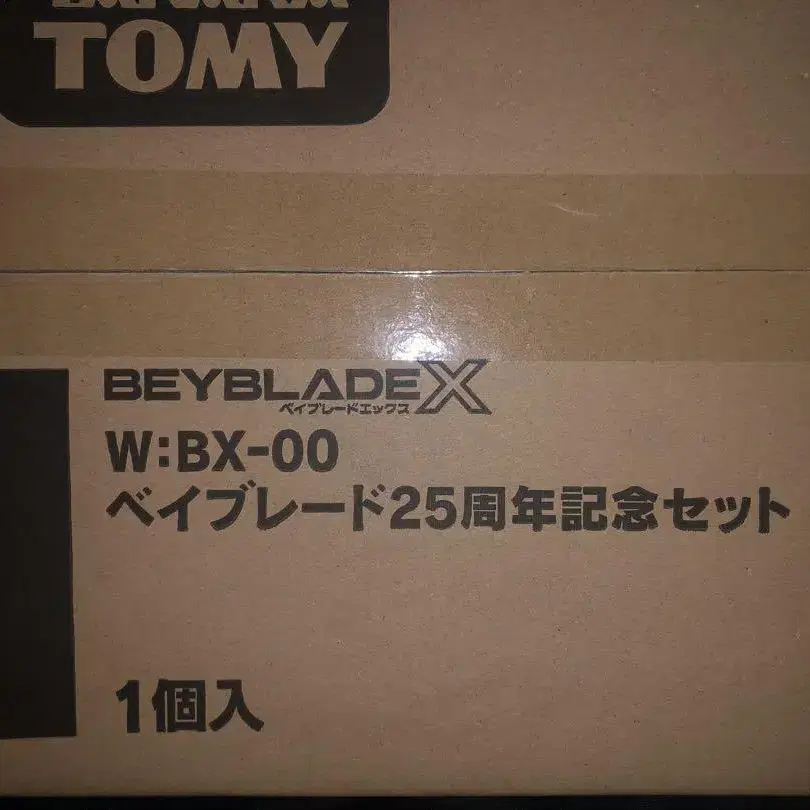 TOMY
BEYBLADE X
ベイブレードエックス
W:BX-00
ベイブレード25周年記念セット
1個入